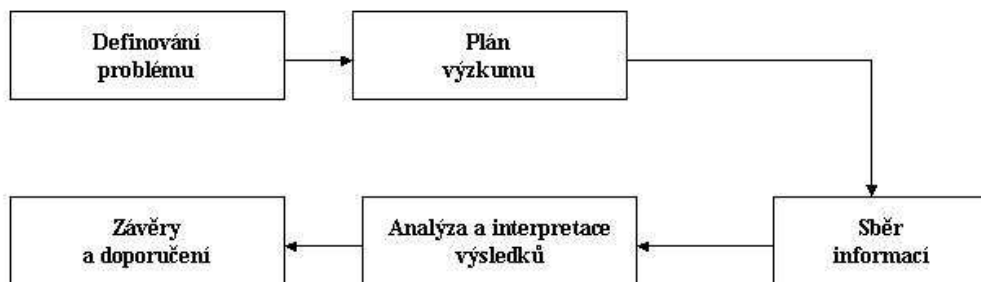 Definování
problému
Plán
výzkumu
Sběr
informací
Analýza a interpretace
výsledků
Závěry
a doporučení